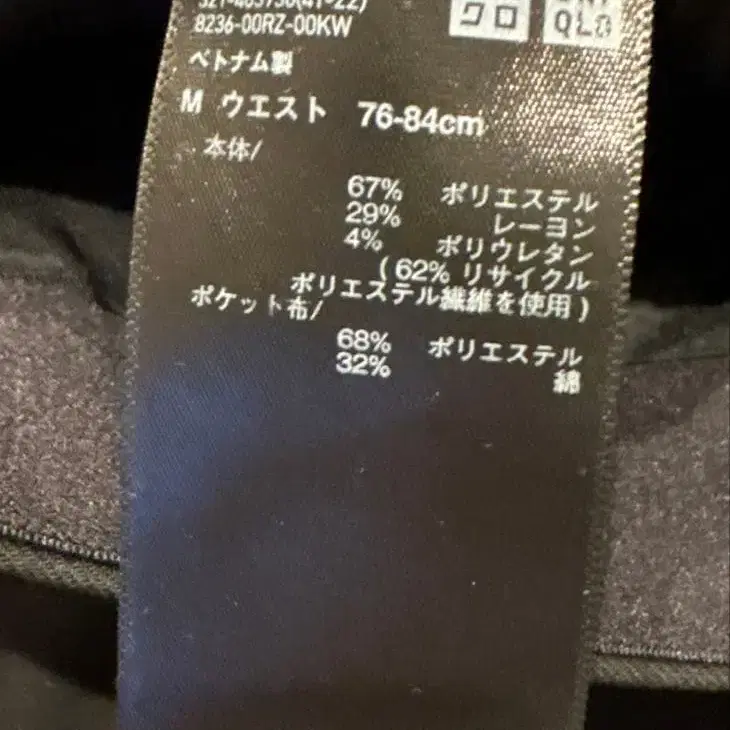 8236-00RZ-00KW
クロ
QLO
ベトナム製
M ウエスト 76-84cm
本体/
67% ポリエステル
29% レーヨン
4% ポリウレタン
(62% リサイクル
ポリエステル繊維を使用)
ポケット布/
68% ポリエステル
32% 綿